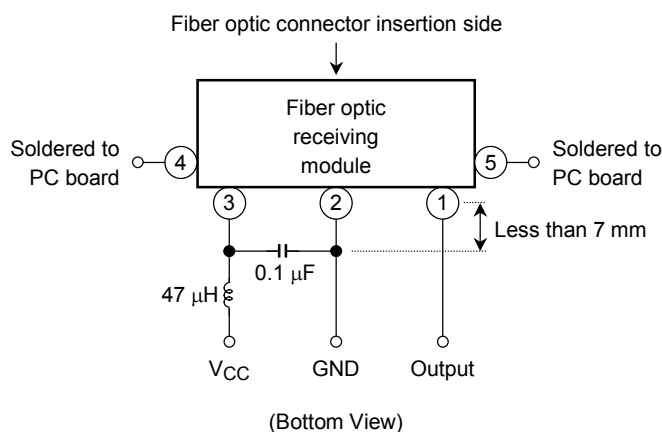 Fiber optic connector insertion side
Fiber optic
receiving
module
Soldered to
PC board
4
5
Soldered to
PC board
3
2
1
Less than 7 mm
0.1 μF
47 μH
VCC
GND
Output
(Bottom View)